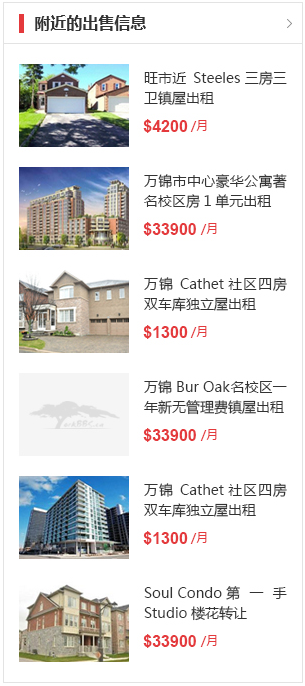 附近的出售信息
旺市近 Steeles 三房三
卫镇屋出租
$4200 /月
万锦市中心豪华公寓著
名校区房 1 单元出租
$33900 /月
万锦 Cathet 社区四房
双车库独立屋出租
$1300 /月
万锦 Bur Oak名校区一
年新无管理费镇屋出租
$33900 /月
万锦 Cathet 社区四房
双车库独立屋出租
$1300 /月
Soul Condo 第 一 手
Studio 楼花转让
$33900 /月